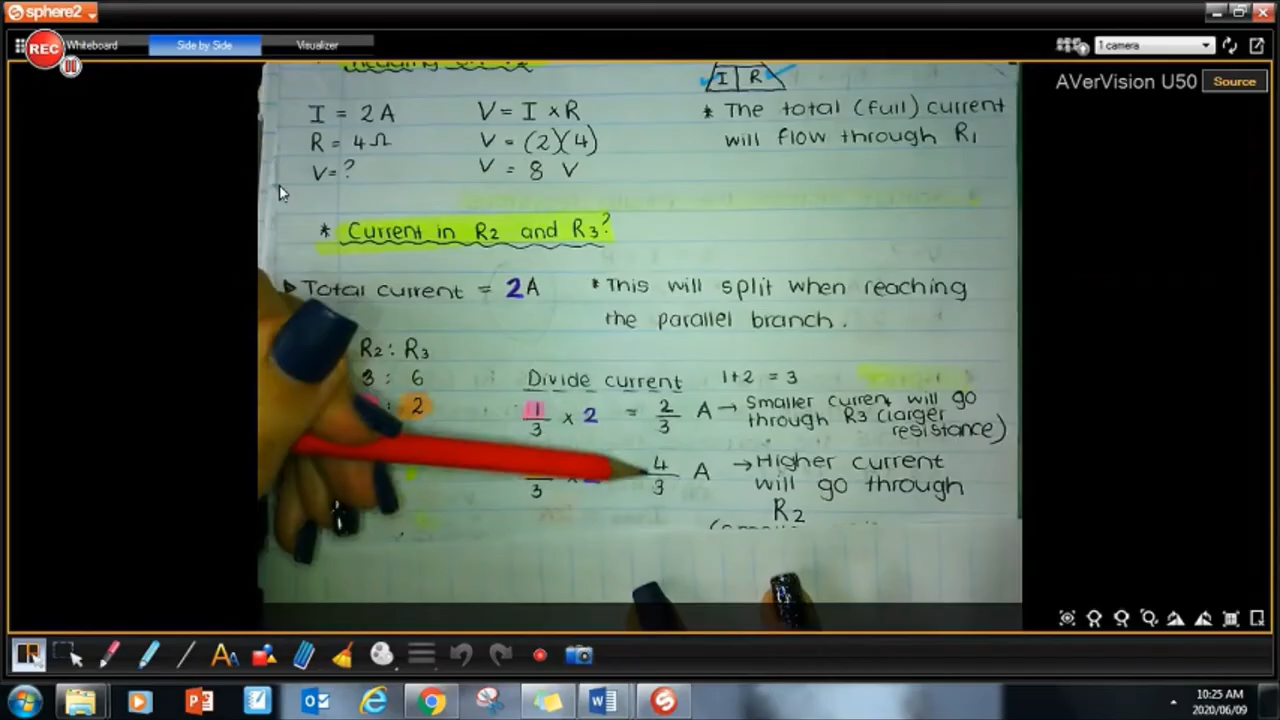 sphere2
REC
Whiteboard
Side by Side
Visualizer
1 camera
AVerVision U50
Source
I R
I = 2 A
V = I × R
* The total (full) current
R = 4 Ω
V = (2)(4)
will flow through R1
V = ?
V = 8 V
* Current in R2 and R3?
Total current = 2 A
* This will split when reaching
the parallel branch.
R2 : R3
3 : 6
Divide current
1+2 = 3
: 2
1/3 × 2 = 2/3 A → Smaller current will go
through R3 (larger
resistance)
3
4/3 A → Higher current
will go through
R2
10:25 AM
2020/06/09